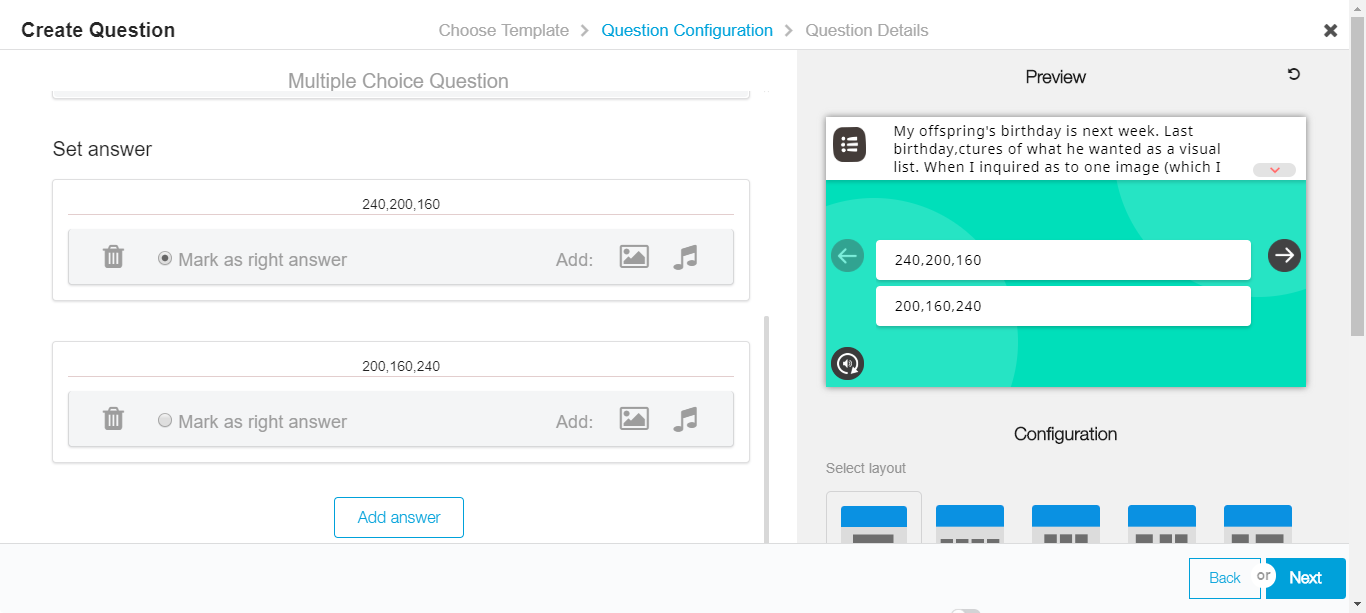 Create Question
Choose Template > Question Configuration > Question Details
Multiple Choice Question
Set answer
240,200,160
Mark as right answer
Add:
200,160,240
Mark as right answer
Add:
Add answer
Preview
My offspring's birthday is next week. Last
birthday,ctures of what he wanted as a visual
list. When I inquired as to one image (which I
240,200,160
200,160,240
Configuration
Select layout
Back
or
Next